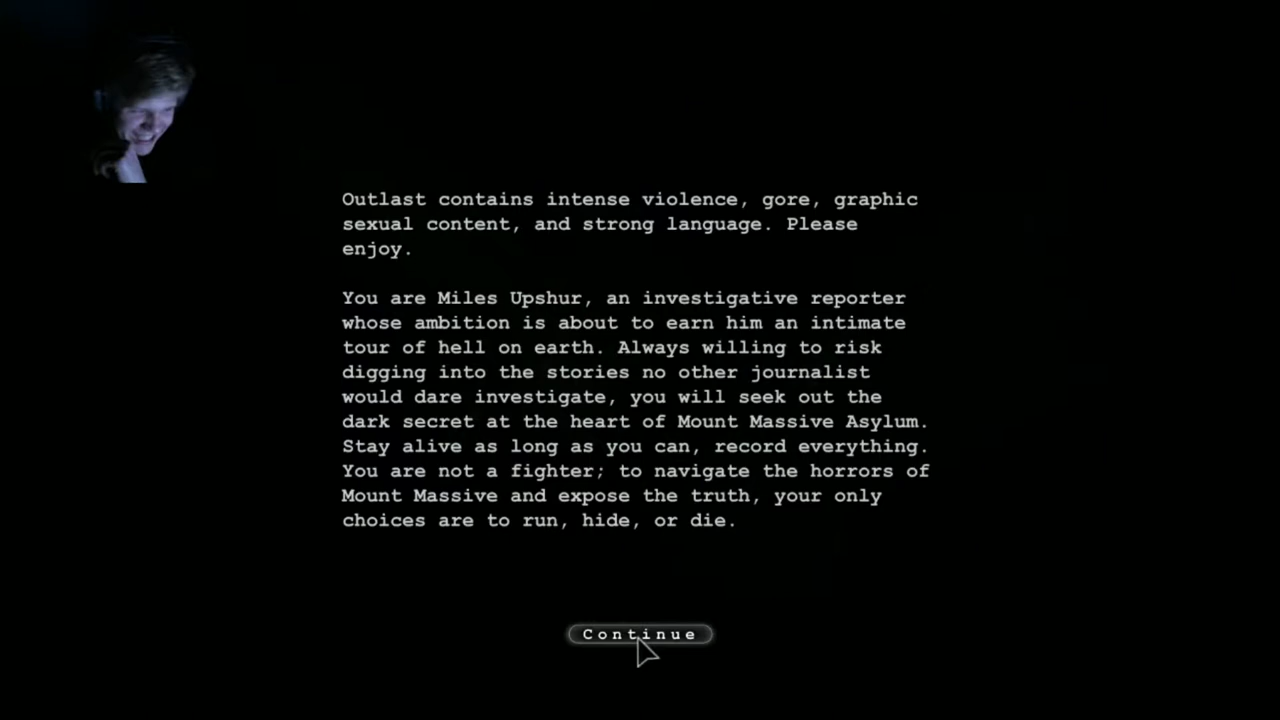 Outlast contains intense violence, gore, graphic
sexual content, and strong language. Please
enjoy.
You are Miles Upshur, an investigative reporter
whose ambition is about to earn him an intimate
tour of hell on earth. Always willing to risk
digging into the stories no other journalist
would dare investigate, you will seek out the
dark secret at the heart of Mount Massive Asylum.
Stay alive as long as you can, record everything.
You are not a fighter; to navigate the horrors of
Mount Massive and expose the truth, your only
choices are to run, hide, or die.
Continue